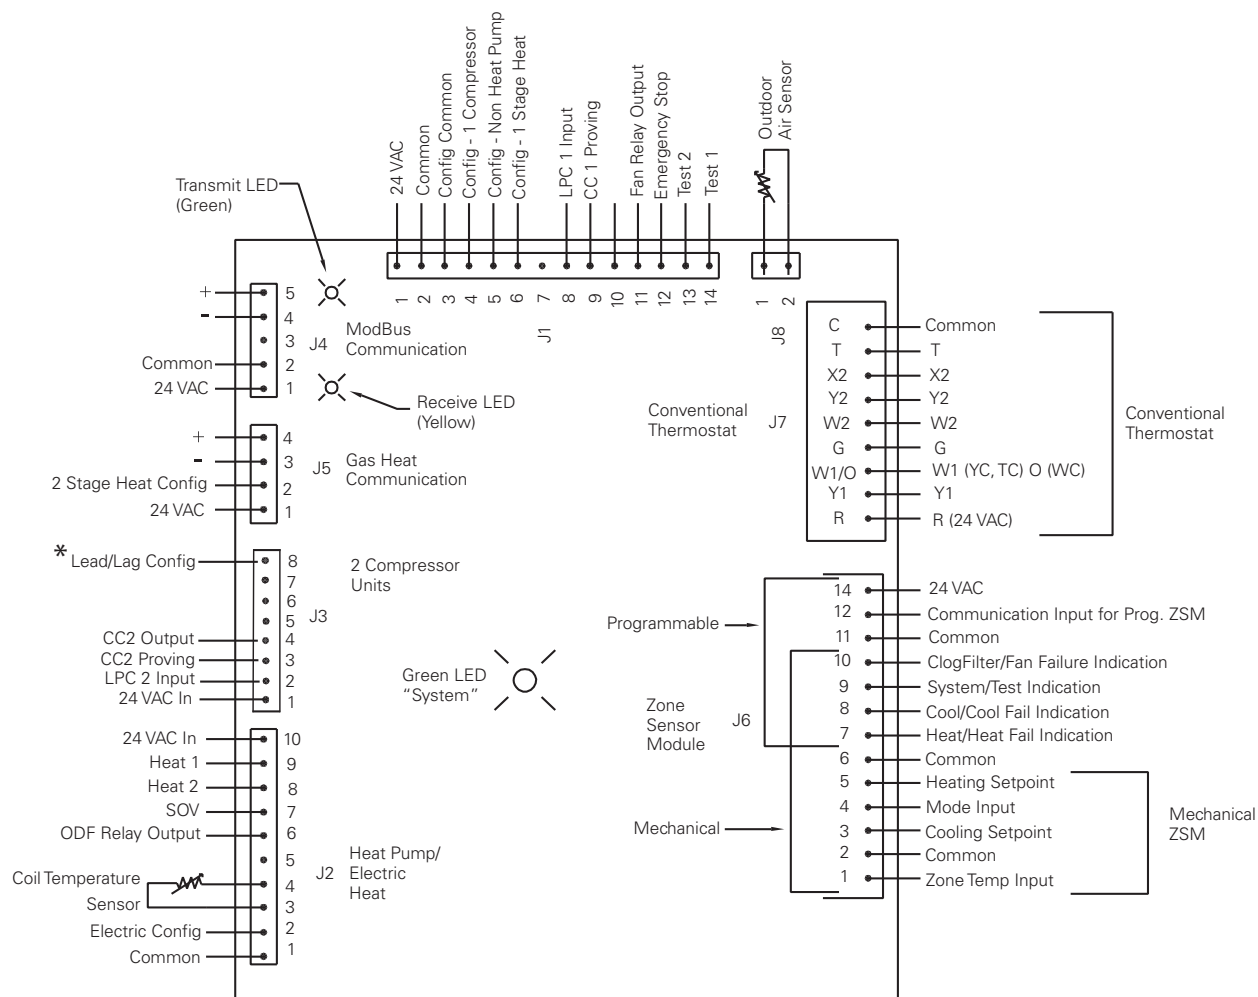 24 VAC
Common
Config Common
Config - 1 Compressor
Config - Non Heat Pump
Config - 1 Stage Heat
LPC 1 Input
CC 1 Proving
Fan Relay Output
Emergency Stop
Test 2
Test 1
Outdoor
Air Sensor
1
2
3
4
5
6
7
8
9
10
11
12
13
14
J1
1
2
J8
Transmit LED
(Green)
+
-
Common
24 VAC
5
4
3
2
1
J4
ModBus
Communication
Receive LED
(Yellow)
+
-
2 Stage Heat Config
24 VAC
4
3
2
1
J5
Gas Heat
Communication
* Lead/Lag Config
CC2 Output
CC2 Proving
LPC 2 Input
24 VAC In
8
7
6
5
4
3
2
1
J3
2 Compressor
Units
Green LED
“System”
24 VAC In
Heat 1
Heat 2
SOV
ODF Relay Output
Coil Temperature
Sensor
Electric Config
Common
10
9
8
7
6
5
4
3
2
1
J2
Heat Pump/
Electric
Heat
Conventional
Thermostat
J7
C Common
T T
X2 X2
Y2 Y2
W2 W2
G G
W1/O W1 (YC, TC) O (WC)
Y1 Y1
R R (24 VAC)
Conventional
Thermostat
Programmable
Zone
Sensor
Module
J6
Mechanical
14 24 VAC
12 Communication Input for Prog. ZSM
11 Common
10 ClogFilter/Fan Failure Indication
9 System/Test Indication
8 Cool/Cool Fail Indication
7 Heat/Heat Fail Indication
6 Common
5 Heating Setpoint
4 Mode Input
3 Cooling Setpoint
2 Common
1 Zone Temp Input
Mechanical
ZSM